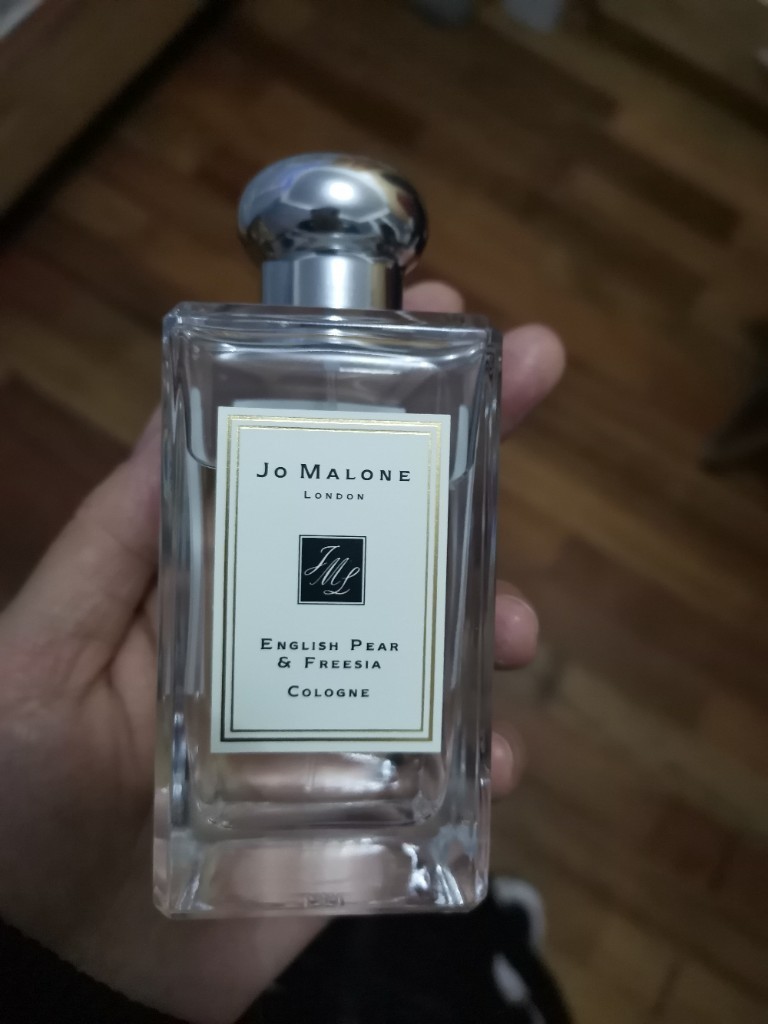 Jo Malone
London
JML
English Pear
& Freesia
Cologne